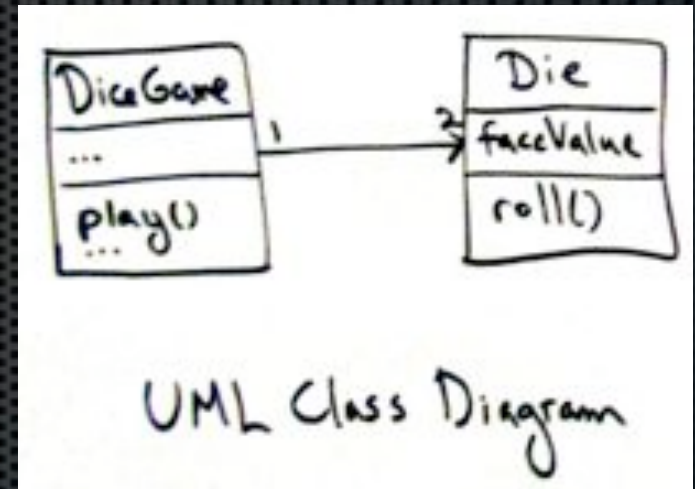 DiceGame
...
play()
...
1
2
Die
faceValue
roll()
UML Class Diagram